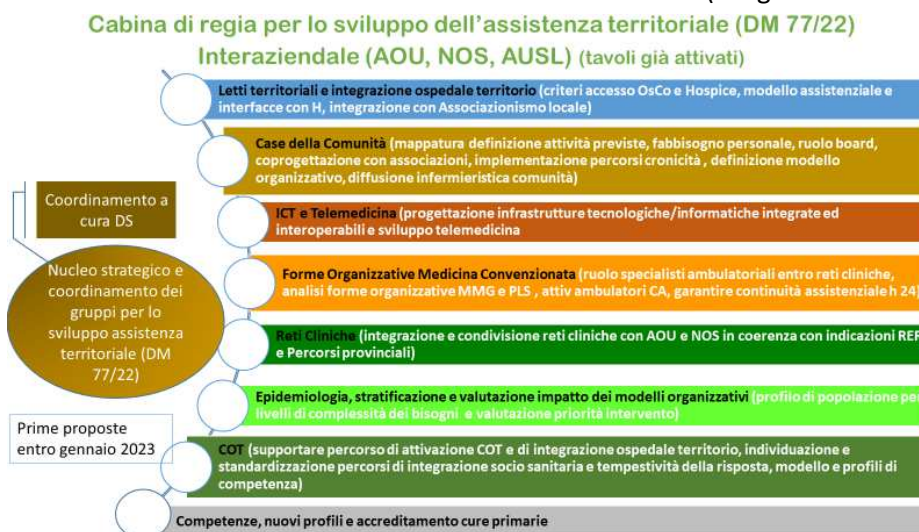 Cabina di regia per lo sviluppo dell'assistenza territoriale (DM 77/22)
Interaziendale (AOU, NOS, AUSL) (tavoli già attivati)
Letti territoriali e integrazione ospedale territorio (criteri accesso OsCo e Hospice, modello assistenziale e
interfacce con H, integrazione con Associazionismo locale)
Case della Comunità (mappatura definizione attività previste, fabbisogno personale, ruolo board,
coprogettazione con associazioni, implementazione percorsi cronicità , definizione modello
organizzativo, diffusione infermieristica comunità)
Coordinamento a
cura DS
ICT e Telemedicina (progettazione infrastrutture tecnologiche/informatiche integrate ed
interoperabili e sviluppo telemedicina
Nucleo strategico e
coordinamento dei
gruppi per lo
sviluppo assistenza
territoriale (DM
77/22)
Forme Organizzative Medicina Convenzionata (ruolo specialisti ambulatoriali entro reti cliniche,
analisi forme organizzative MMG e PLS , attiv ambulatori CA, garantire continuità assistenziale h 24)
Reti Cliniche (integrazione e condivisione reti cliniche con AOU e NOS in coerenza con indicazioni RER
e Percorsi provinciali)
Epidemiologia, stratificazione e valutazione impatto dei modelli organizzativi (profilo di popolazione per
livelli di complessità dei bisogni e valutazione priorità intervento)
Prime proposte
entro gennaio 2023
COT (supportare percorso di attivazione COT e di integrazione ospedale territorio, individuazione e
standardizzazione percorsi di integrazione socio sanitaria e tempestività della risposta, modello e profili di
competenza)
Competenze, nuovi profili e accreditamento cure primarie